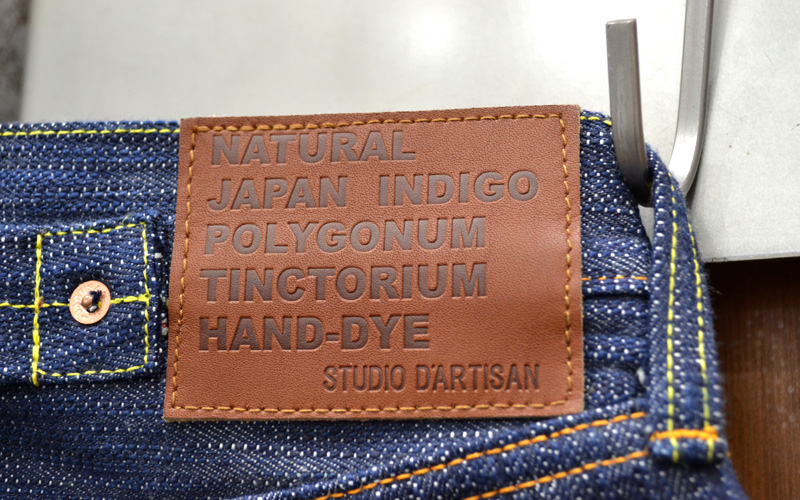 NATURAL
JAPAN INDIGO
POLYGONUM
TINCTORIUM
HAND-DYE
STUDIO D'ARTISAN